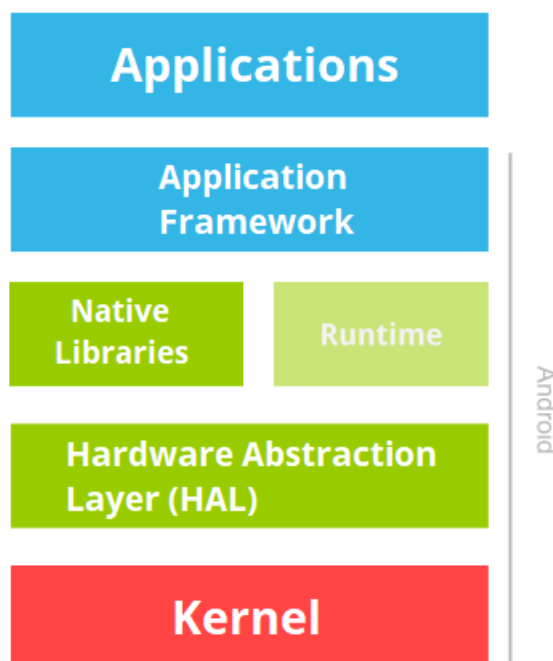 Applications
Application
Framework
Native
Libraries
Runtime
Hardware Abstraction
Layer (HAL)
Kernel
Android